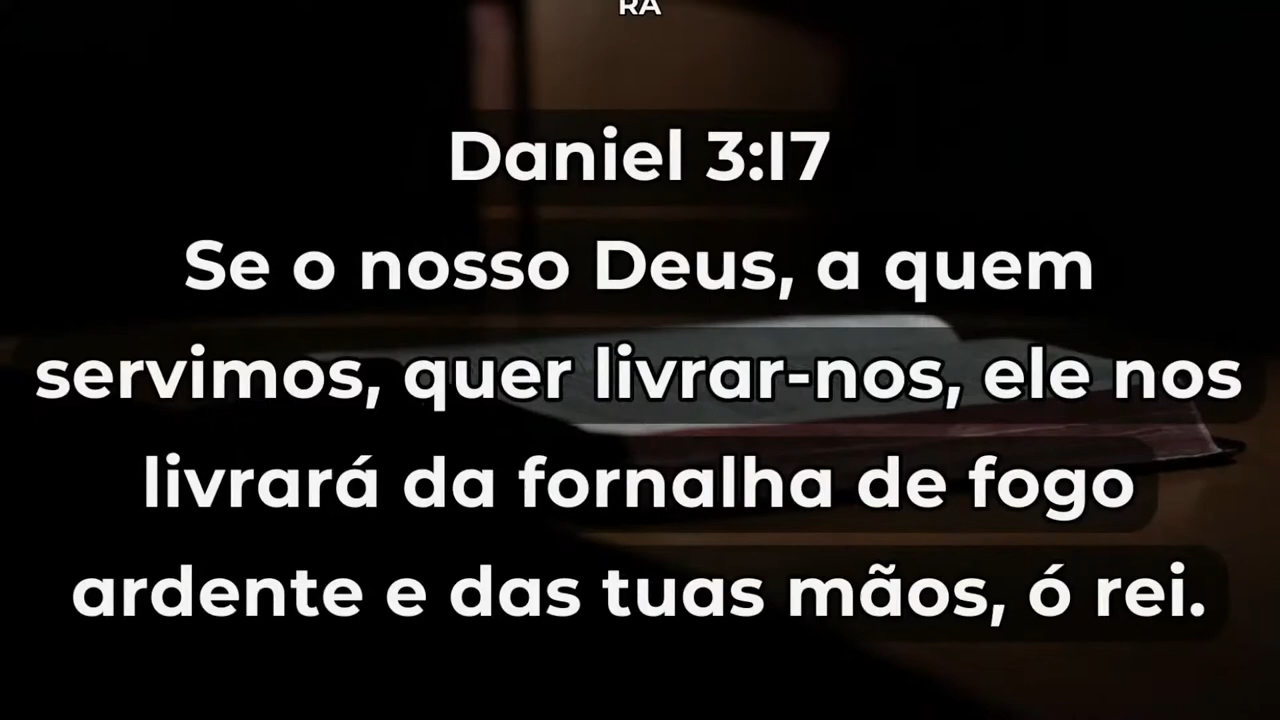 RA
Daniel 3:17
Se o nosso Deus, a quem
servimos, quer livrar-nos, ele nos
livrará da fornalha de fogo
ardente e das tuas mãos, ó rei.